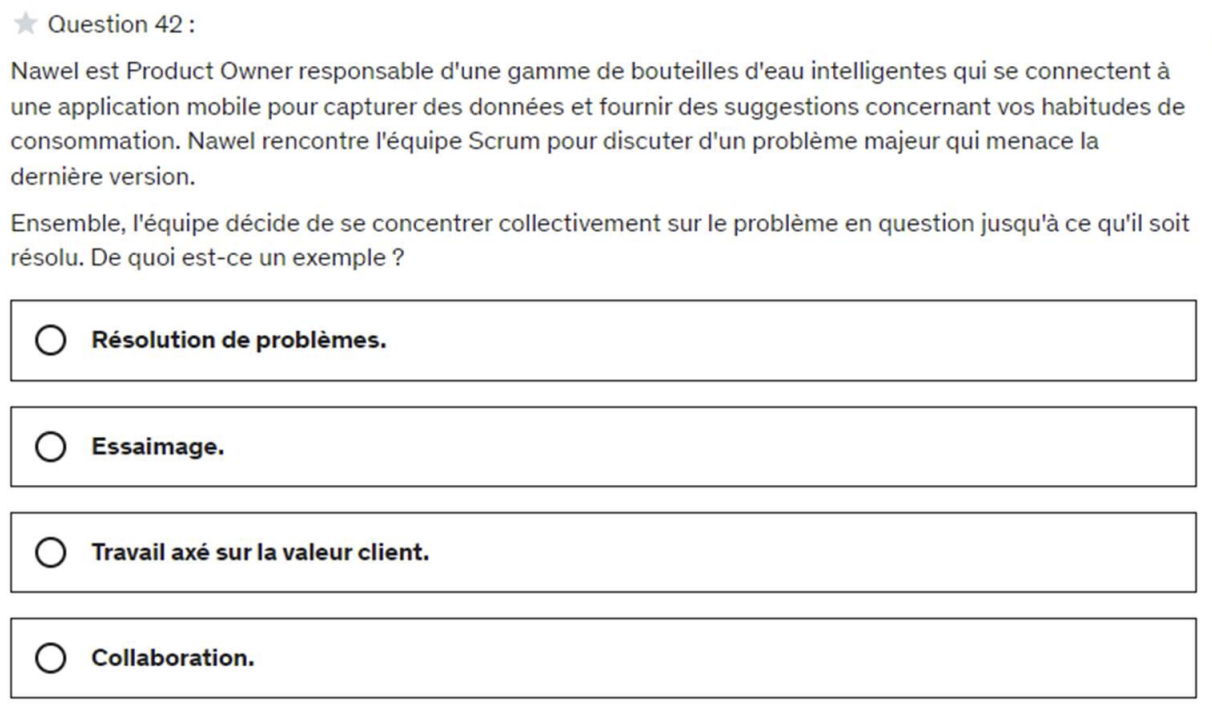 Question 42 :
Nawel est Product Owner responsable d'une gamme de bouteilles d'eau intelligentes qui se connectent à
une application mobile pour capturer des données et fournir des suggestions concernant vos habitudes de
consommation. Nawel rencontre l'équipe Scrum pour discuter d'un problème majeur qui menace la
dernière version.
Ensemble, l'équipe décide de se concentrer collectivement sur le problème en question jusqu'à ce qu'il soit
résolu. De quoi est-ce un exemple ?
Résolution de problèmes.
Essaimage.
Travail axé sur la valeur client.
Collaboration.